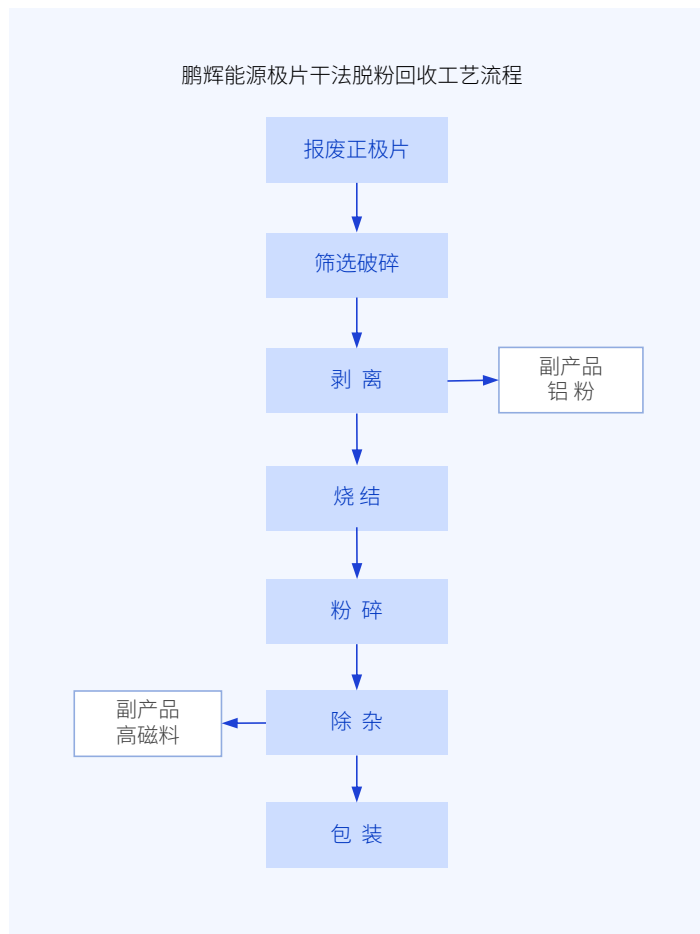 鹏辉能源极片干法脱粉回收工艺流程
报废正极片
筛选破碎
剥 离
副产品
铝 粉
烧 结
粉 碎
除 杂
副产品
高磁料
包 装